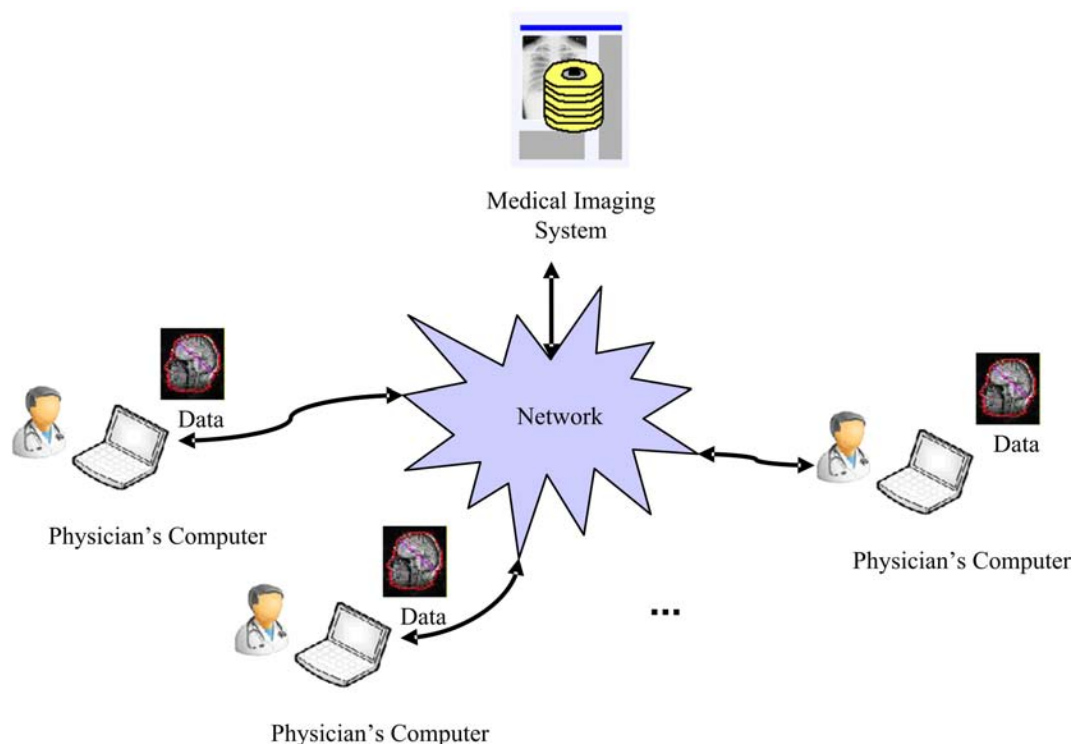 Medical Imaging
System
Network
Data
Physician's Computer
Data
Physician's Computer
...
Data
Physician's Computer